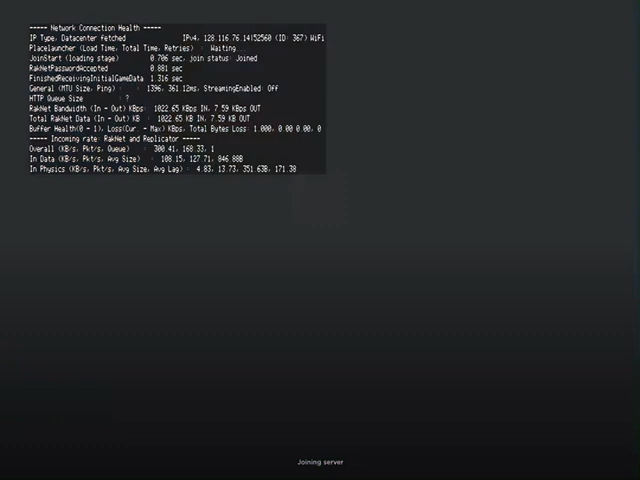 ----- Network Connection Health -----
IP Type, Datacenter fetched IPv4, 128.116.76.14|52560 (ID: 367) WiFi
Placelauncher (Load Time, Total Time, Retries) : Waiting...
JoinStart (loading stage) 0.706 sec, join status: Joined
RakNetPasswordAccepted 0.881 sec
FinishedReceivingInitialGameData 1.316 sec
General (MTU Size, Ping) : 1396, 361.12ms, StreamingEnabled: Off
HTTP Queue Size : ?
RakNet Bandwidth (In - Out) KBps: 1022.65 KBps IN, 7.59 KBps OUT
Total RakNet Data (In - Out) KB : 1022.65 KB IN, 7.59 KB OUT
Buffer Health(0 - 1), Loss(Cur. - Max) KBps, Total Bytes Loss: 1.000, 0.00 0.00, 0
----- Incoming rate: RakNet and Replicator -----
Overall (KB/s, Pkt/s, Queue) : 300.41, 168.33, 1
In Data (KB/s, Pkt/s, Avg Size) : 108.15, 127.71, 846.88B
In Physics (KB/s, Pkt/s, Avg Size, Avg Lag) : 4.83, 13.73, 351.63B, 171.38
Joining server